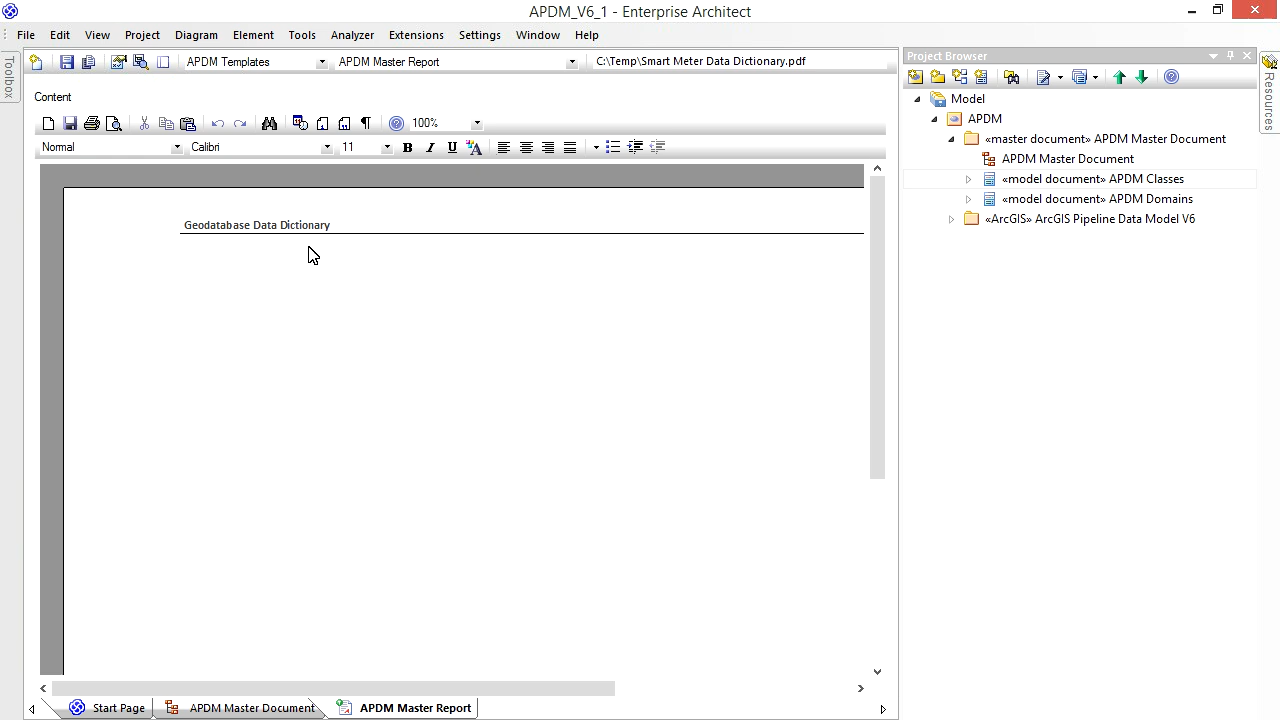 APDM_V6_1 - Enterprise Architect
File Edit View Project Diagram Element Tools Analyzer Extensions Settings Window Help
Toolbox
APDM Templates APDM Master Report C:\Temp\Smart Meter Data Dictionary.pdf
Content
100%
Normal Calibri 11
Geodatabase Data Dictionary
Start Page APDM Master Document APDM Master Report
Project Browser
Model
APDM
«master document» APDM Master Document
APDM Master Document
«model document» APDM Classes
«model document» APDM Domains
«ArcGIS» ArcGIS Pipeline Data Model V6
Resources